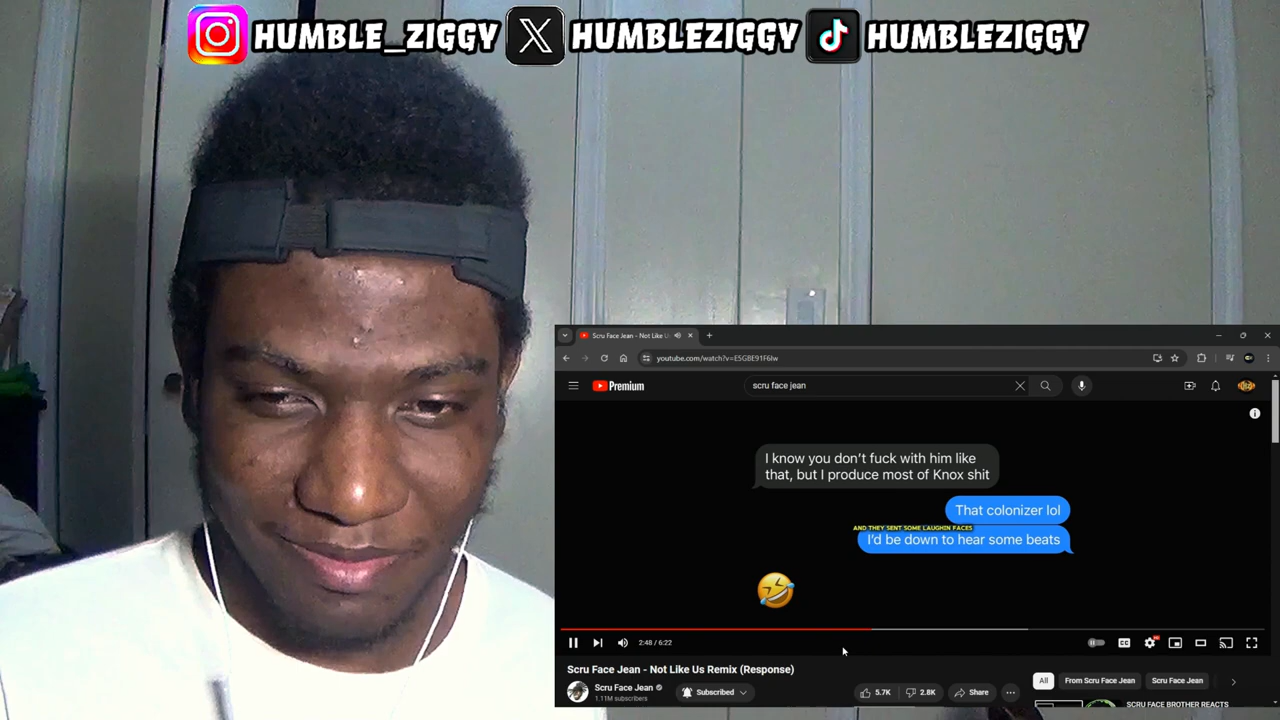 HUMBLE_ZIGGY HUMBLEZIGGY HUMBLEZIGGY
Scru Face Jean - Not Like U
youtube.com/watch?v=E5GBE91F6Iw
Premium
scru face jean
I know you don't fuck with him like
that, but I produce most of Knox shit
That colonizer lol
AND THEY SENT SOME LAUGHIN FACES
I'd be down to hear some beats
2:48 / 6:22
Scru Face Jean - Not Like Us Remix (Response)
Scru Face Jean
1.11M subscribers
Subscribed
5.7K
2.8K
Share
All
From Scru Face Jean
Scru Face Jean
SCRU FACE BROTHER REACTS